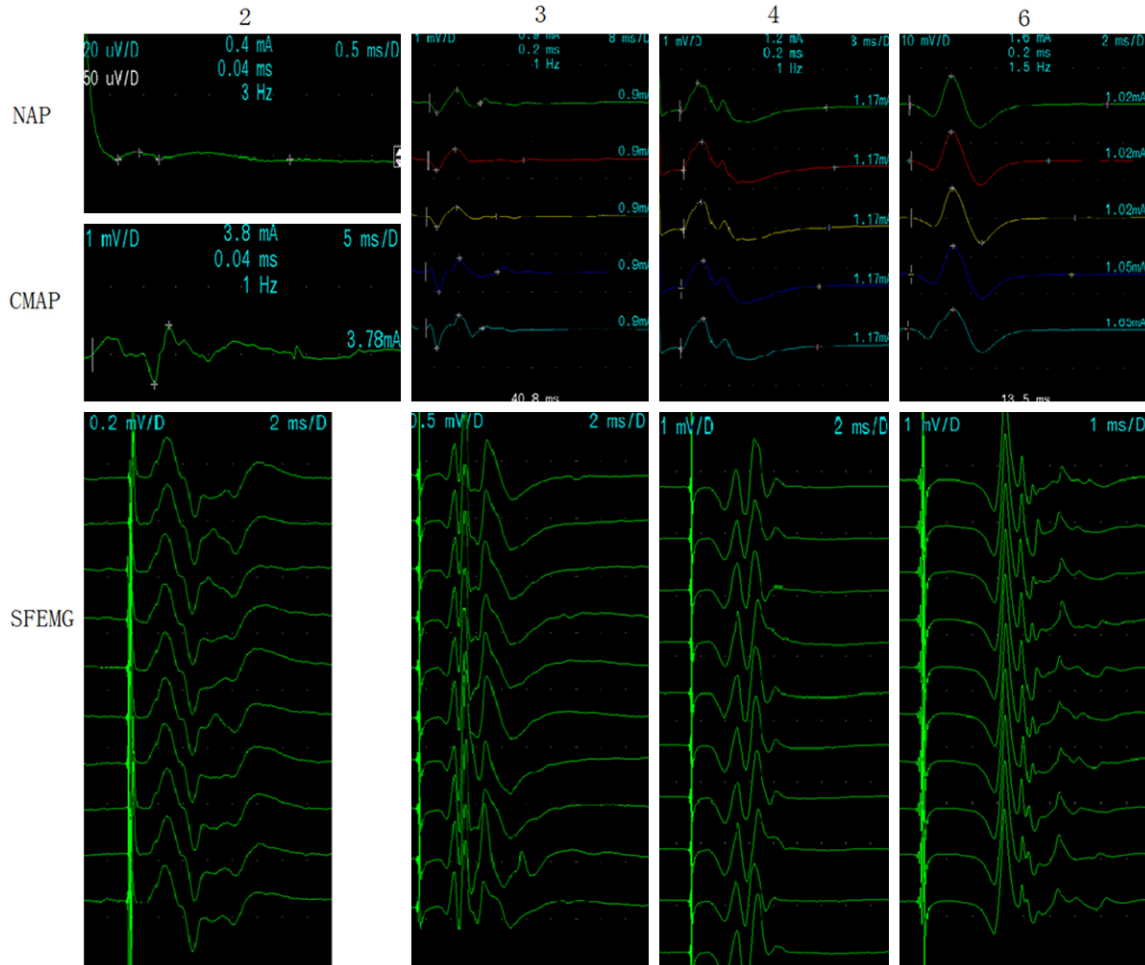 2
3
4
6
NAP
20 uV/D
0.4 mA
0.5 ms/D
50 uV/D
0.04 ms
3 Hz
CMAP
1 mV/D
3.8 mA
5 ms/D
0.04 ms
1 Hz
3.78mA
1 mV/D
0.9 mA
8 ms/D
0.2 ms
1 Hz
0.9mA
0.9mA
0.9mA
0.9mA
0.9mA
40.8 ms
1 mV/D
1.2 mA
8 ms/D
0.2 ms
1 Hz
1.17mA
1.17mA
1.17mA
1.17mA
1.17mA
10 mV/D
1.6 mA
2 ms/D
0.2 ms
1.5 Hz
1.02mA
1.02mA
1.02mA
1.05mA
1.05mA
13.5 ms
SFEMG
0.2 mV/D
2 ms/D
0.5 mV/D
2 ms/D
1 mV/D
2 ms/D
1 mV/D
1 ms/D